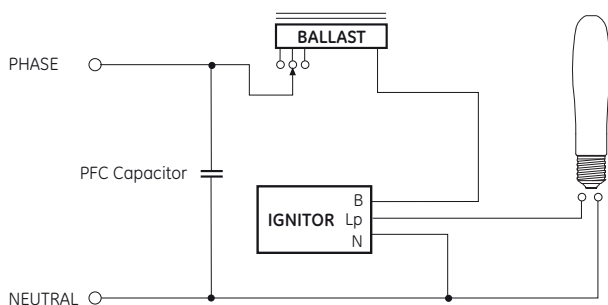 BALLAST
PHASE
PFC Capacitor
B
IGNITOR Lp
N
NEUTRAL